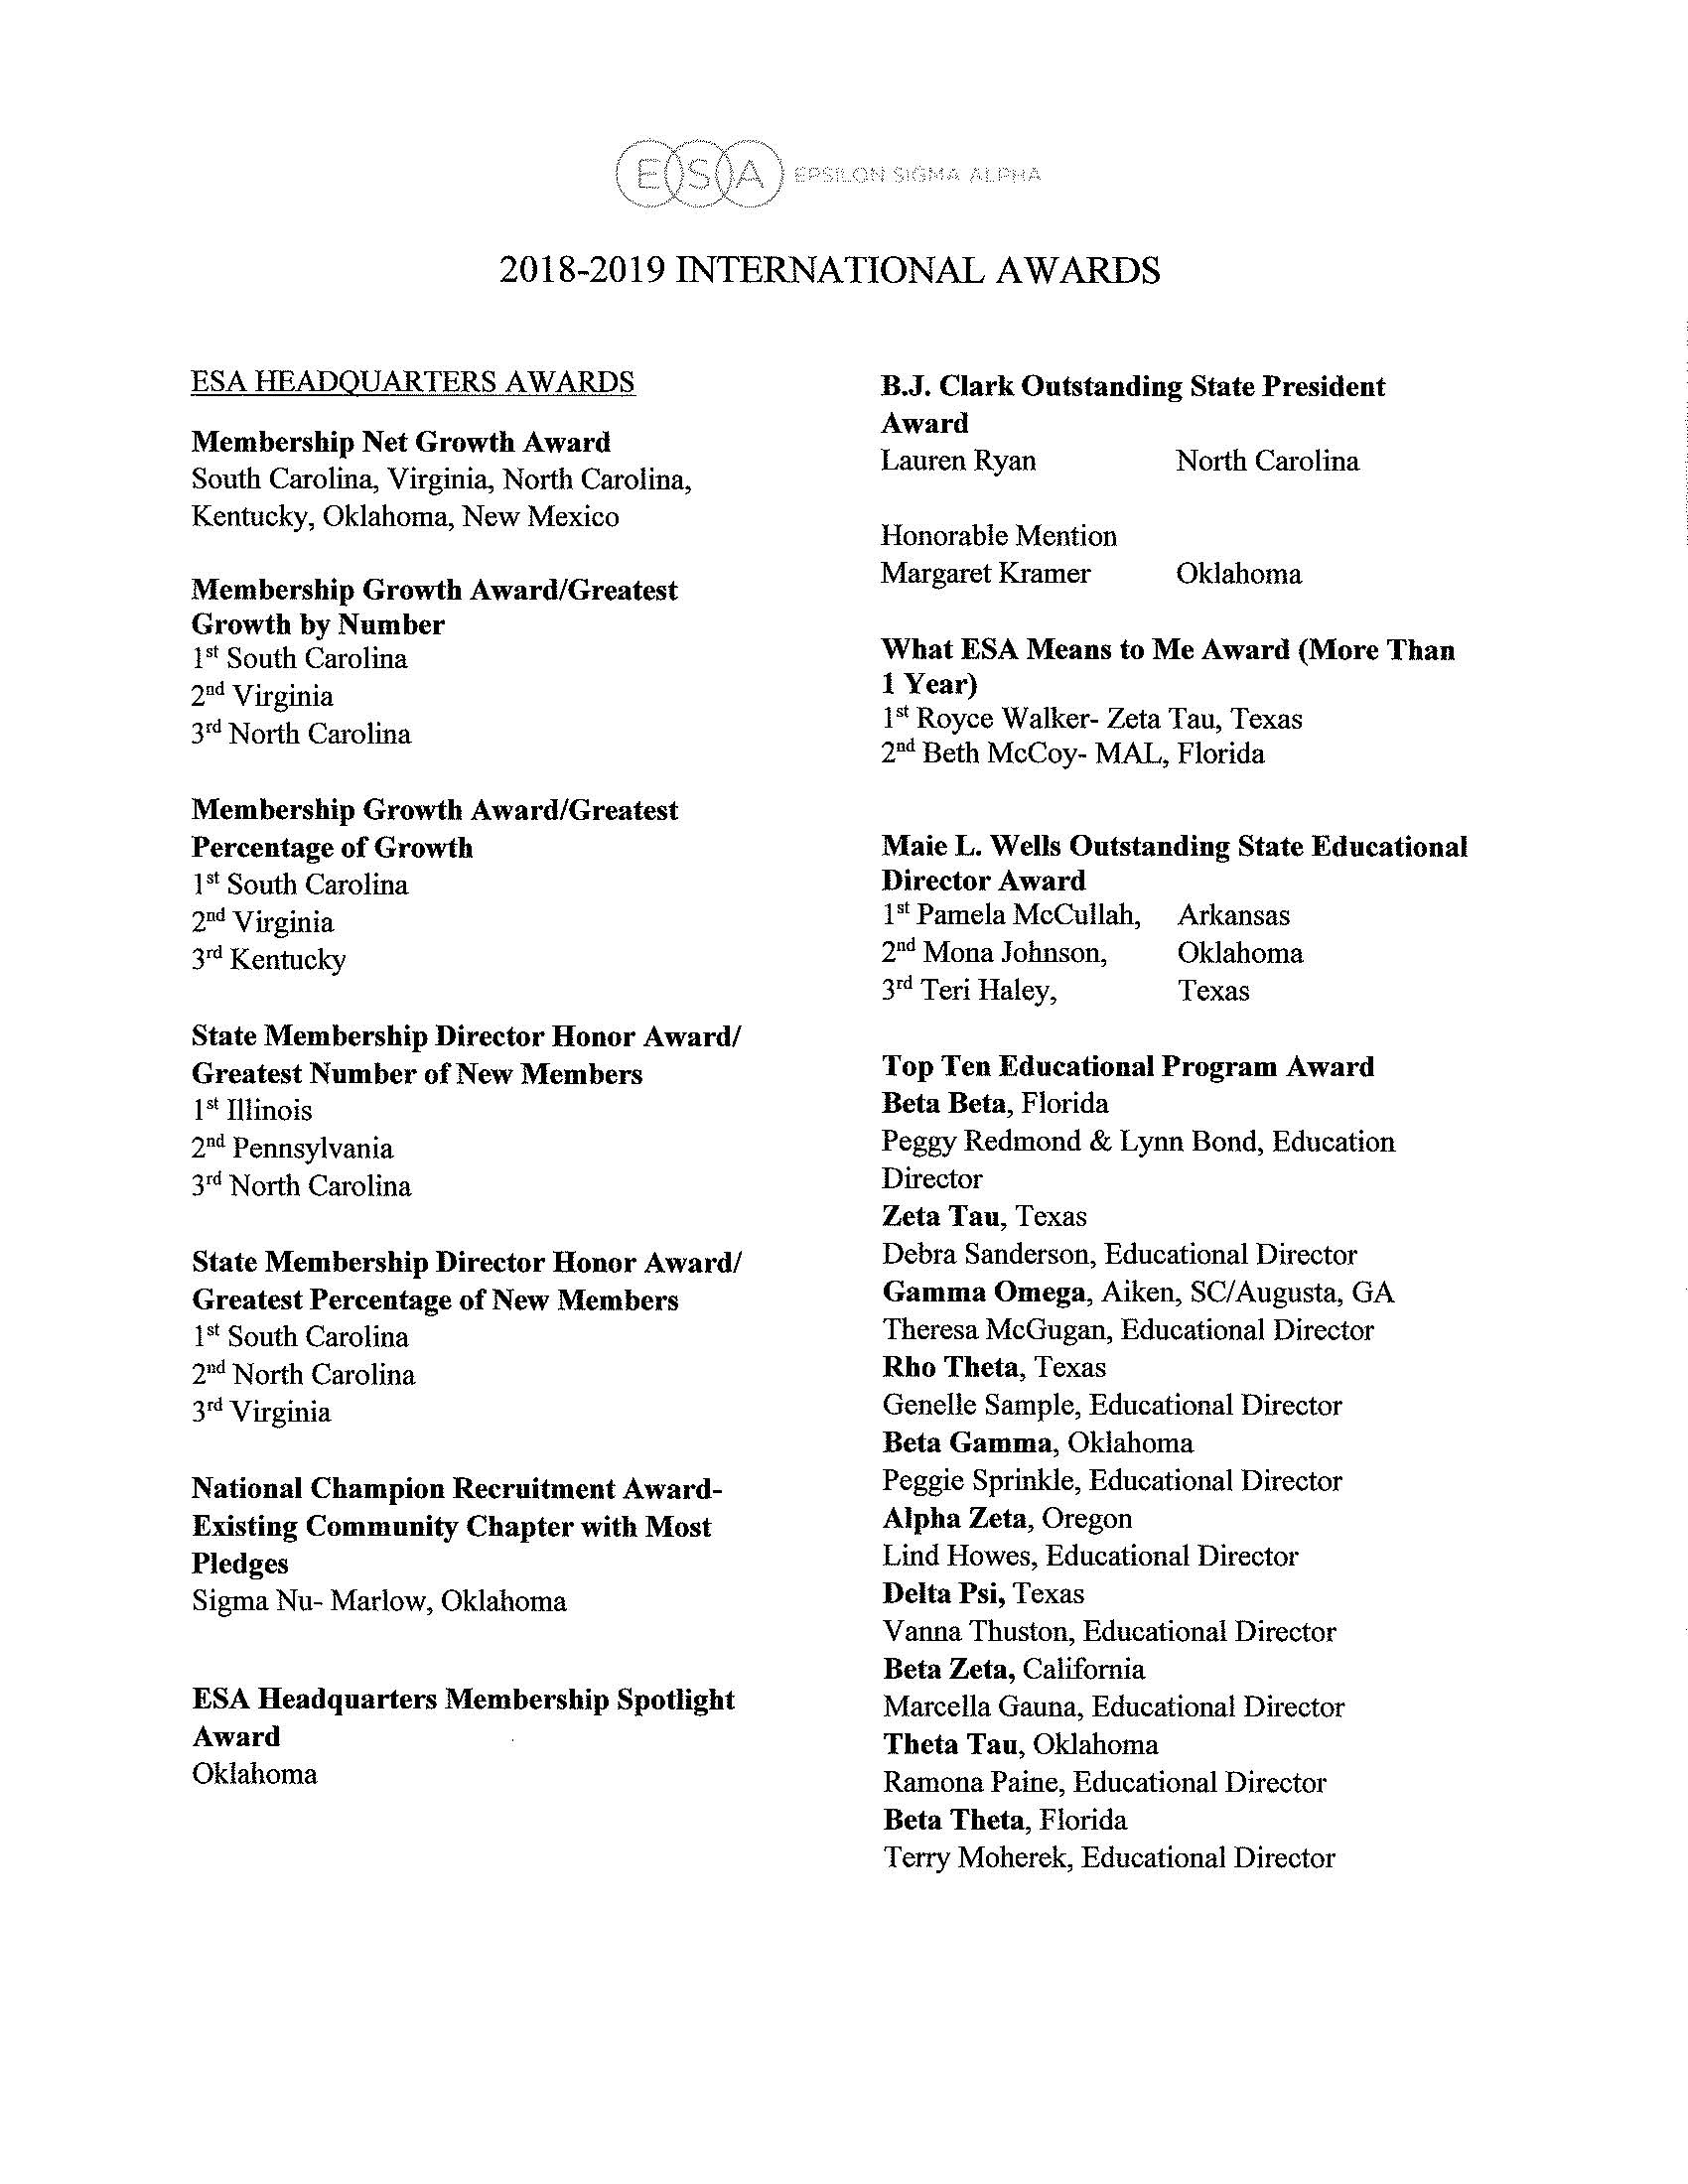 ESA EPSILON SIGMA ALPHA
2018-2019 INTERNATIONAL AWARDS
ESA HEADQUARTERS AWARDS
Membership Net Growth Award
South Carolina, Virginia, North Carolina,
Kentucky, Oklahoma, New Mexico
Membership Growth Award/Greatest
Growth by Number
1st South Carolina
2nd Virginia
3rd North Carolina
Membership Growth Award/Greatest
Percentage of Growth
1st South Carolina
2nd Virginia
3rd Kentucky
State Membership Director Honor Award/
Greatest Number of New Members
1st Illinois
2nd Pennsylvania
3rd North Carolina
State Membership Director Honor Award/
Greatest Percentage of New Members
1st South Carolina
2nd North Carolina
3rd Virginia
National Champion Recruitment Award-
Existing Community Chapter with Most
Pledges
Sigma Nu- Marlow, Oklahoma
ESA Headquarters Membership Spotlight
Award
Oklahoma
B.J. Clark Outstanding State President
Award
Lauren Ryan North Carolina
Honorable Mention
Margaret Kramer Oklahoma
What ESA Means to Me Award (More Than
1 Year)
1st Royce Walker- Zeta Tau, Texas
2nd Beth McCoy- MAL, Florida
Maie L. Wells Outstanding State Educational
Director Award
1st Pamela McCullah, Arkansas
2nd Mona Johnson, Oklahoma
3rd Teri Haley, Texas
Top Ten Educational Program Award
Beta Beta, Florida
Peggy Redmond & Lynn Bond, Education
Director
Zeta Tau, Texas
Debra Sanderson, Educational Director
Gamma Omega, Aiken, SC/Augusta, GA
Theresa McGugan, Educational Director
Rho Theta, Texas
Genelle Sample, Educational Director
Beta Gamma, Oklahoma
Peggie Sprinkle, Educational Director
Alpha Zeta, Oregon
Lind Howes, Educational Director
Delta Psi, Texas
Vanna Thuston, Educational Director
Beta Zeta, California
Marcella Gauna, Educational Director
Theta Tau, Oklahoma
Ramona Paine, Educational Director
Beta Theta, Florida
Terry Moherek, Educational Director